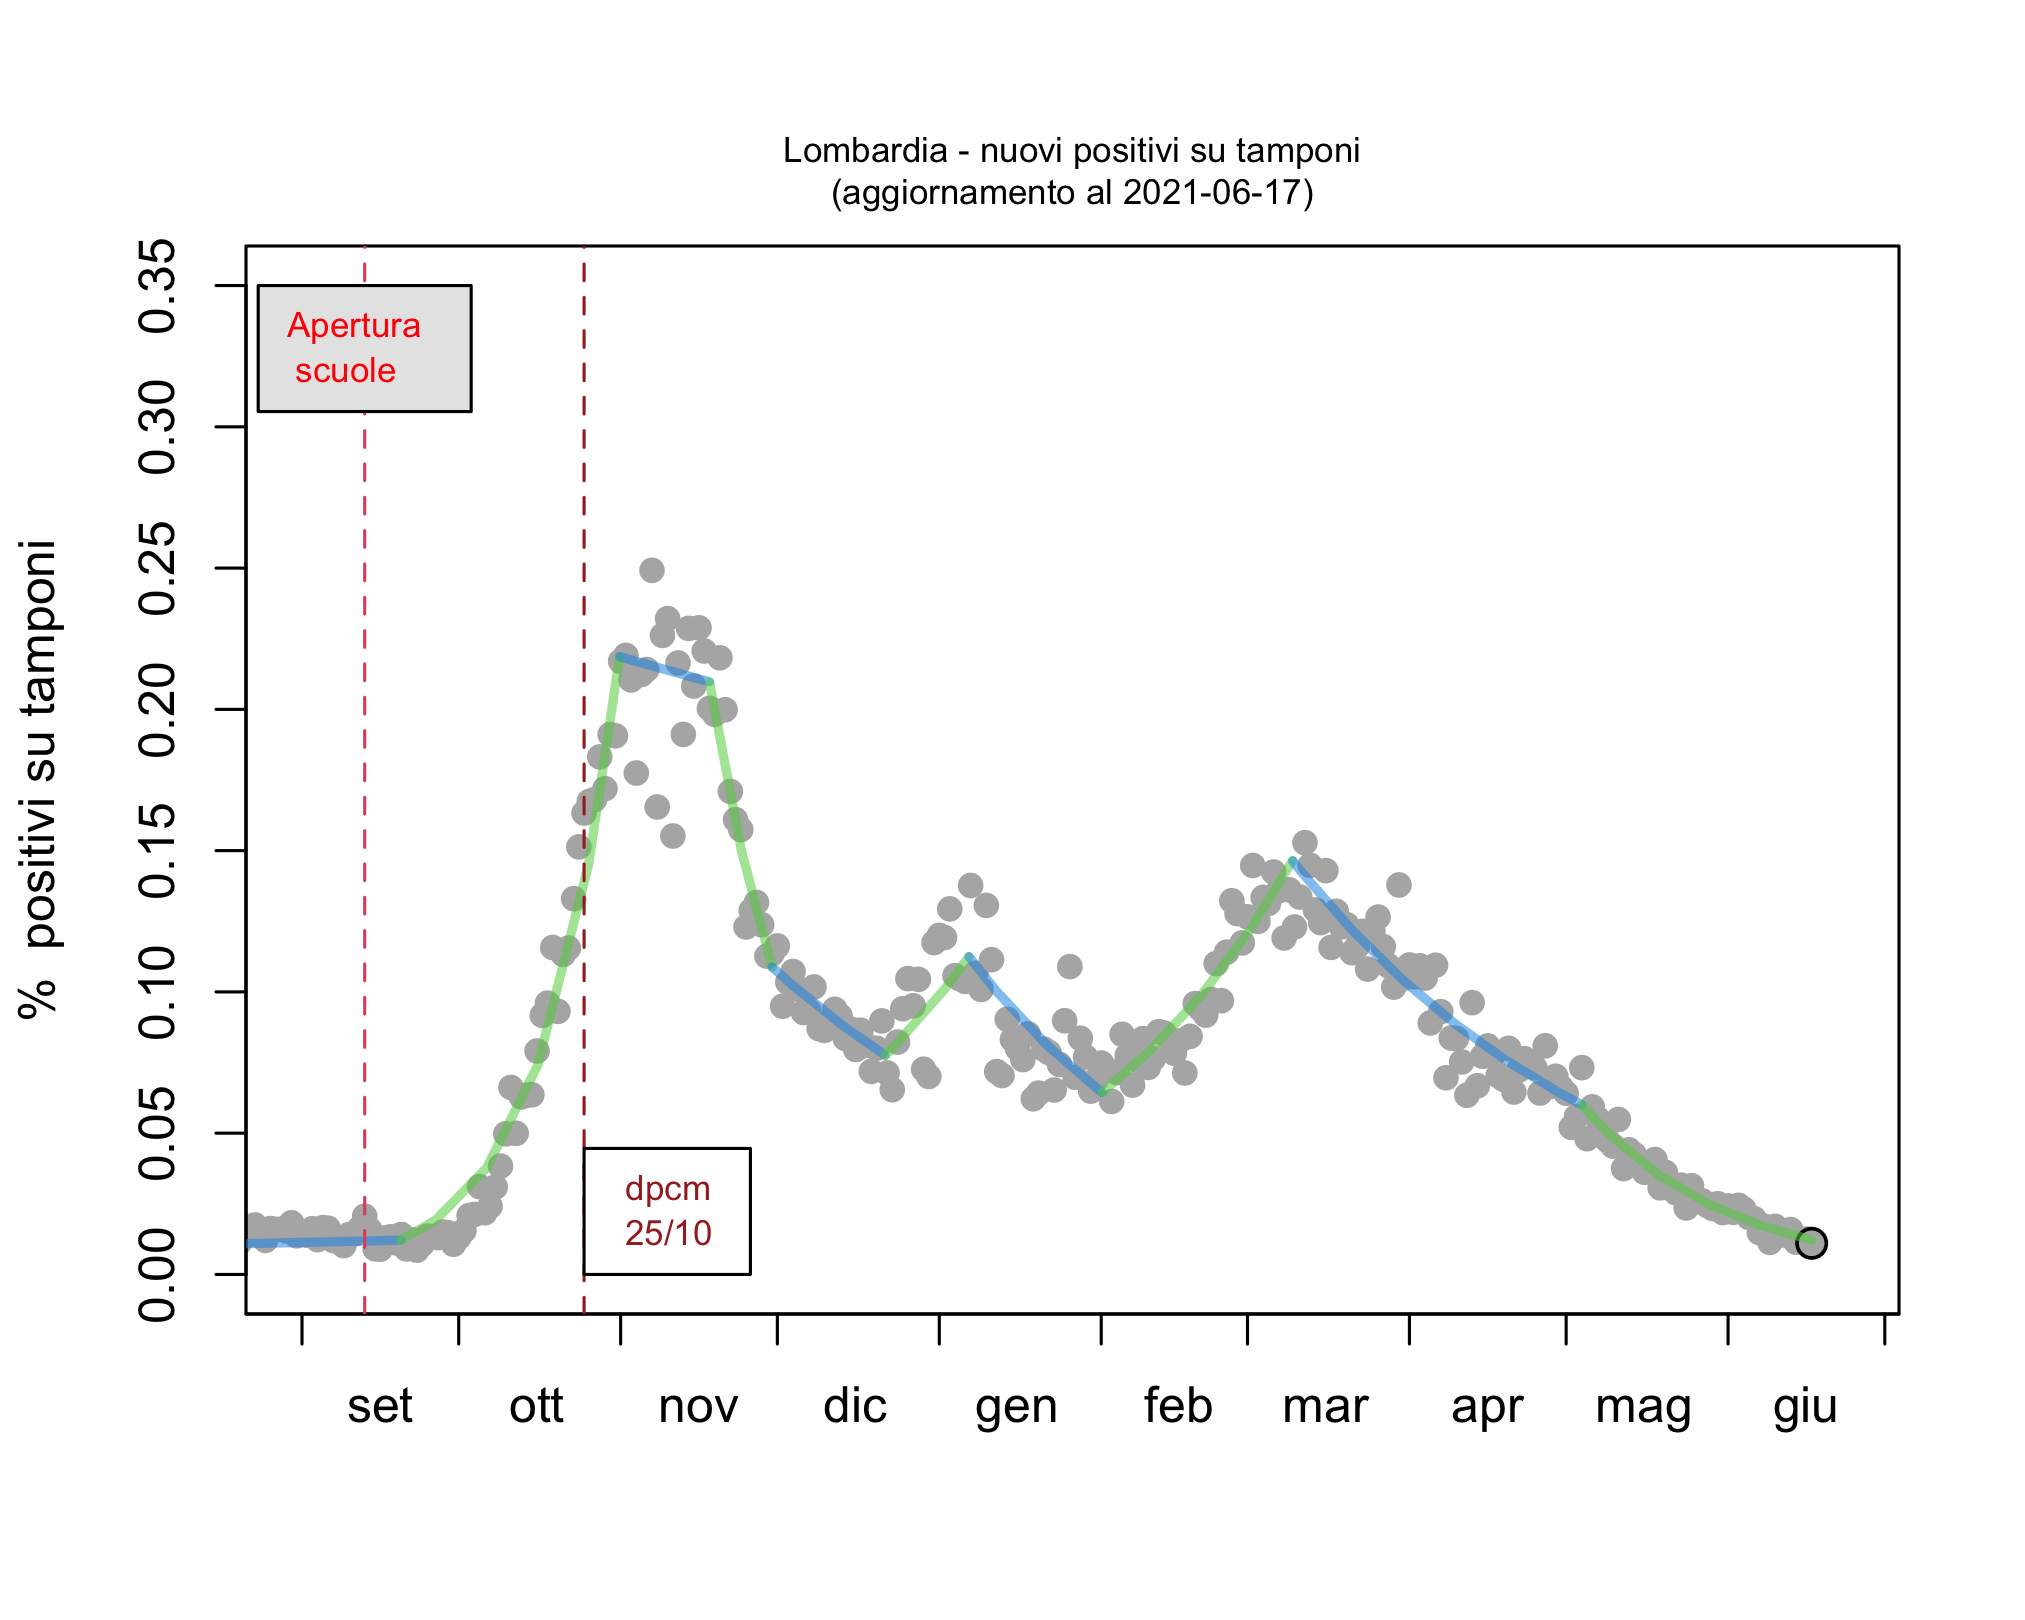 Lombardia - nuovi positivi su tamponi
(aggiornamento al 2021-06-17)
% positivi su tamponi
0.35
0.30
0.25
0.20
0.15
0.10
0.05
0.00
Apertura
scuole
dpcm
25/10
set ott nov dic gen feb mar apr mag giu